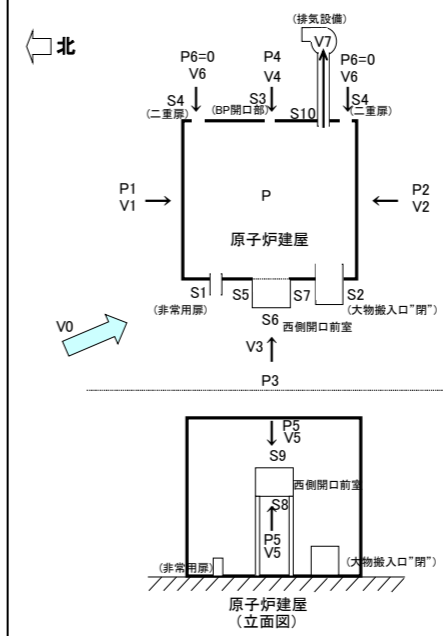 (排気設備)
北
V7
P6=0
V6
P4
V4
P6=0
V6
S4
(二重扉)
S3
(BP開口部)
S10
S4
(二重扉)
P1
V1
P
P2
V2
原子炉建屋
S1
(非常用扉)
S5
S7
S2
(大物搬入口"閉")
S6
西側開口前室
V0
V3
P3
P5
V5
S9
西側開口前室
S8
P5
V5
(非常用扉)
(大物搬入口"閉")
原子炉建屋
(立面図)